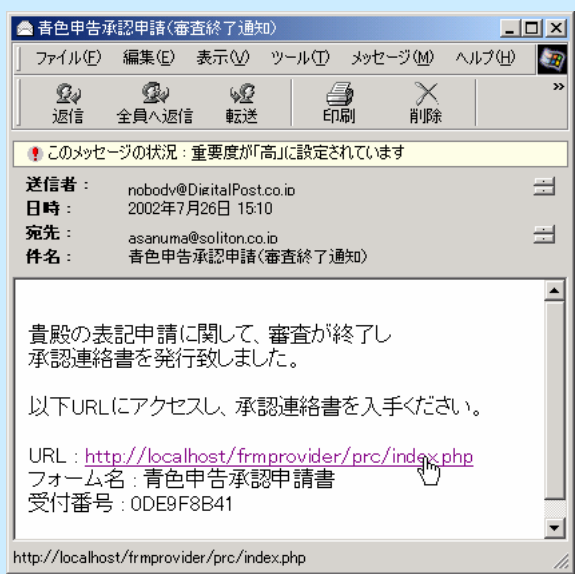 青色申告承認申請(審査終了通知)
ファイル(F) 編集(E) 表示(V) ツール(T) メッセージ(M) ヘルプ(H)
返信 全員へ返信 転送 印刷 削除 »
このメッセージの状況:重要度が「高」に設定されています
送信者: nobody@DigitalPost.co.jp
日時: 2002年7月26日 15:10
宛先: asanuma@soliton.co.jp
件名: 青色申告承認申請(審査終了通知)
貴殿の表記申請に関して、審査が終了し
承認連絡書を発行致しました。
以下URLにアクセスし、承認連絡書を入手ください。
URL : http://localhost/frmprovider/prc/index.php
フォーム名 : 青色申告承認申請書
受付番号 : 0DE9F8B41
http://localhost/frmprovider/prc/index.php